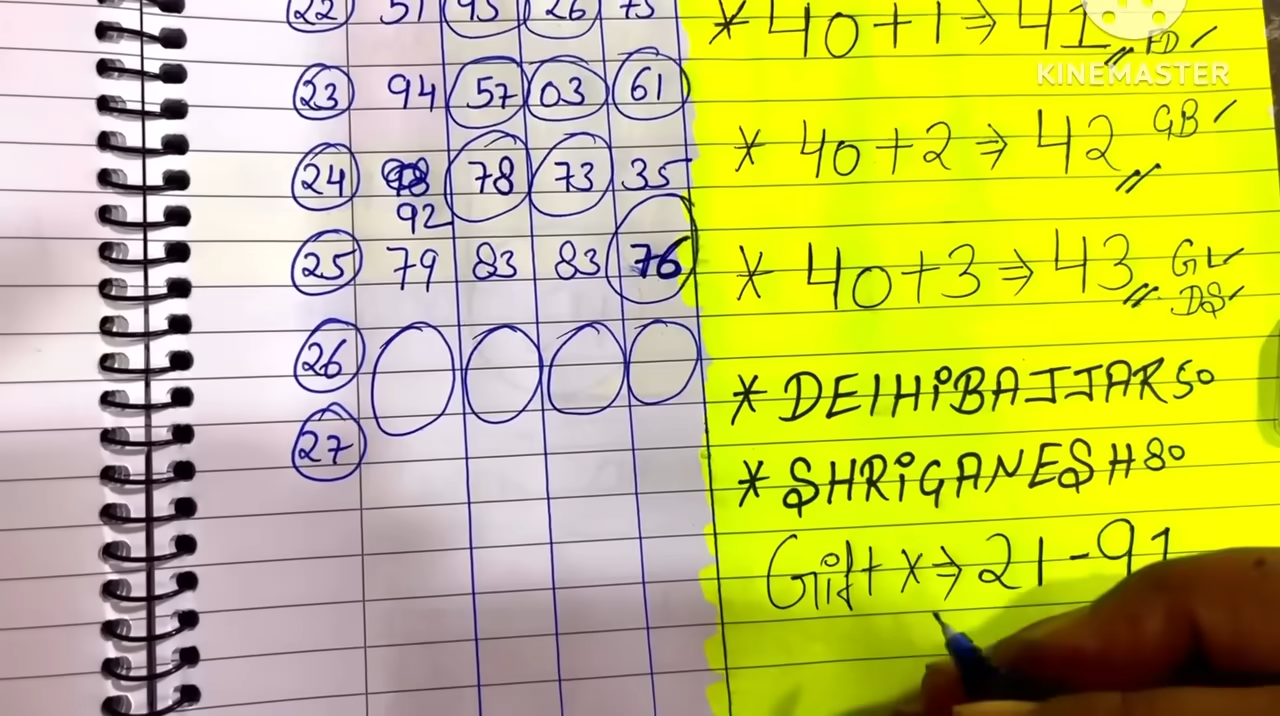 22 51 95 26 75
23 94 57 03 61
24 78 73 35
92
25 79 83 83 76
26
27
* 40+1⇒41 FD ✓
KINEMASTER
* 40+2⇒42 GB ✓
* 40+3⇒43 GL ✓
DS ✓
* DElHiBAJJAR 50
* SHRiGANESH 80
Gift x⇒21-91